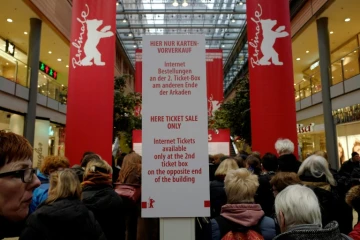 HIER NUR KARTEN-
VORVERKAUF
Internet
Bestellungen
an der 2. Ticket-Box
am anderen Ende
der Arkaden
HERE TICKET SALE
ONLY
Internet Tickets
available
only at the 2nd
ticket box
on the opposite end
of the building